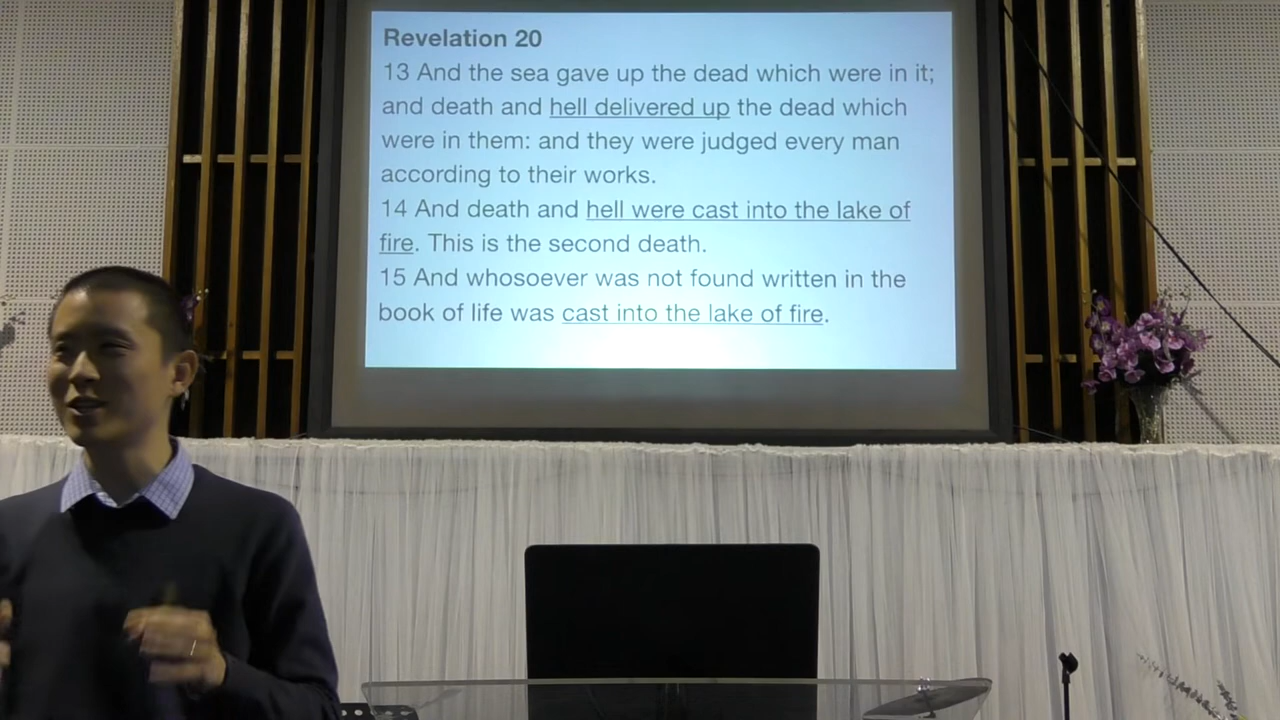 Revelation 20
13 And the sea gave up the dead which were in it;
and death and hell delivered up the dead which
were in them: and they were judged every man
according to their works.
14 And death and hell were cast into the lake of
fire. This is the second death.
15 And whosoever was not found written in the
book of life was cast into the lake of fire.